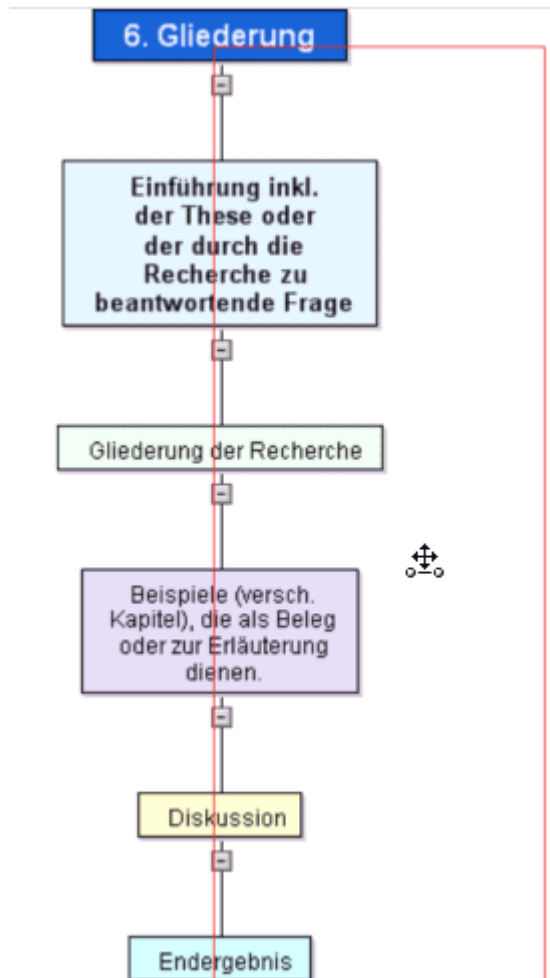 6. Gliederung
Einführung inkl.
der These oder
der durch die
Recherche zu
beantwortende Frage
Gliederung der Recherche
Beispiele (versch.
Kapitel), die als Beleg
oder zur Erläuterung
dienen.
Diskussion
Endergebnis